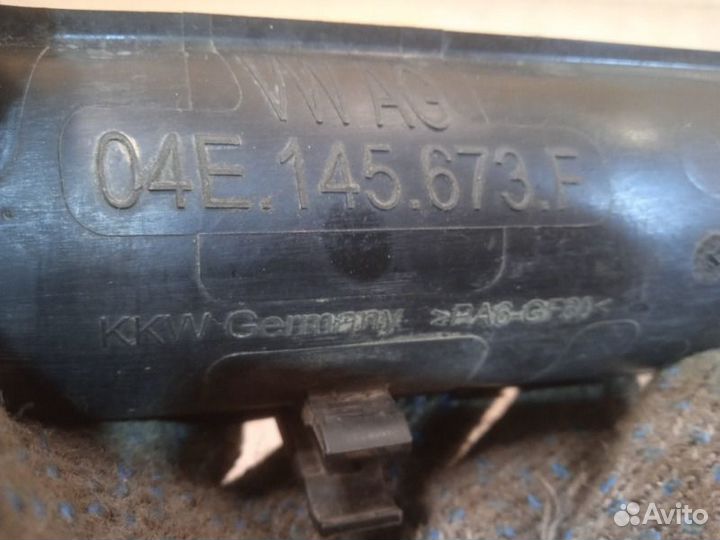 VW AG
04E.145.673.F
KKW Germany >PA6-GF30<
Avito